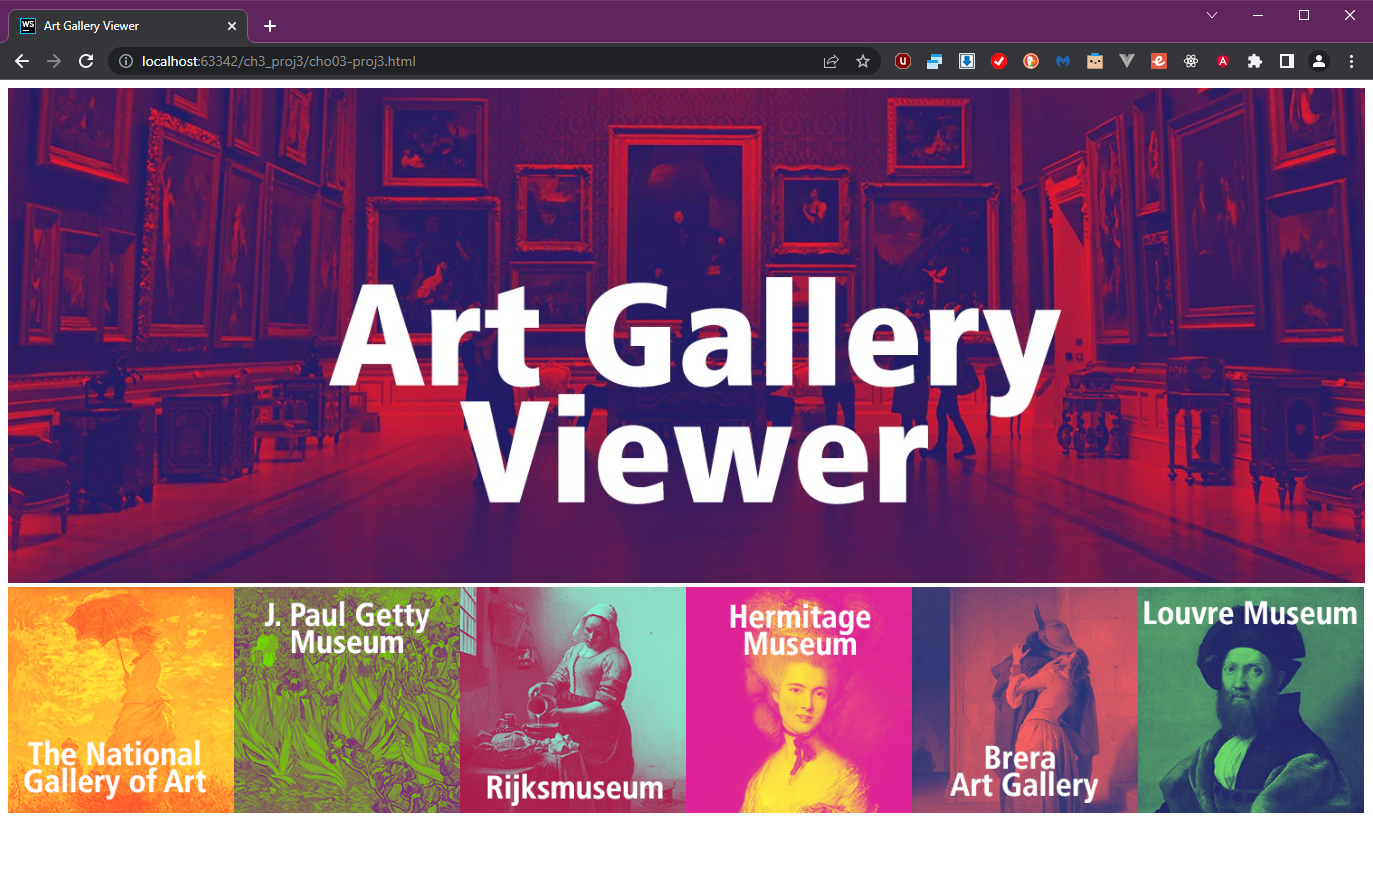 WS
Art Gallery Viewer
localhost:63342/ch3_proj3/cho03-proj3.html
Art Gallery
Viewer
The National
Gallery of Art
J. Paul Getty
Museum
Rijksmuseum
Hermitage
Museum
Brera
Art Gallery
Louvre Museum